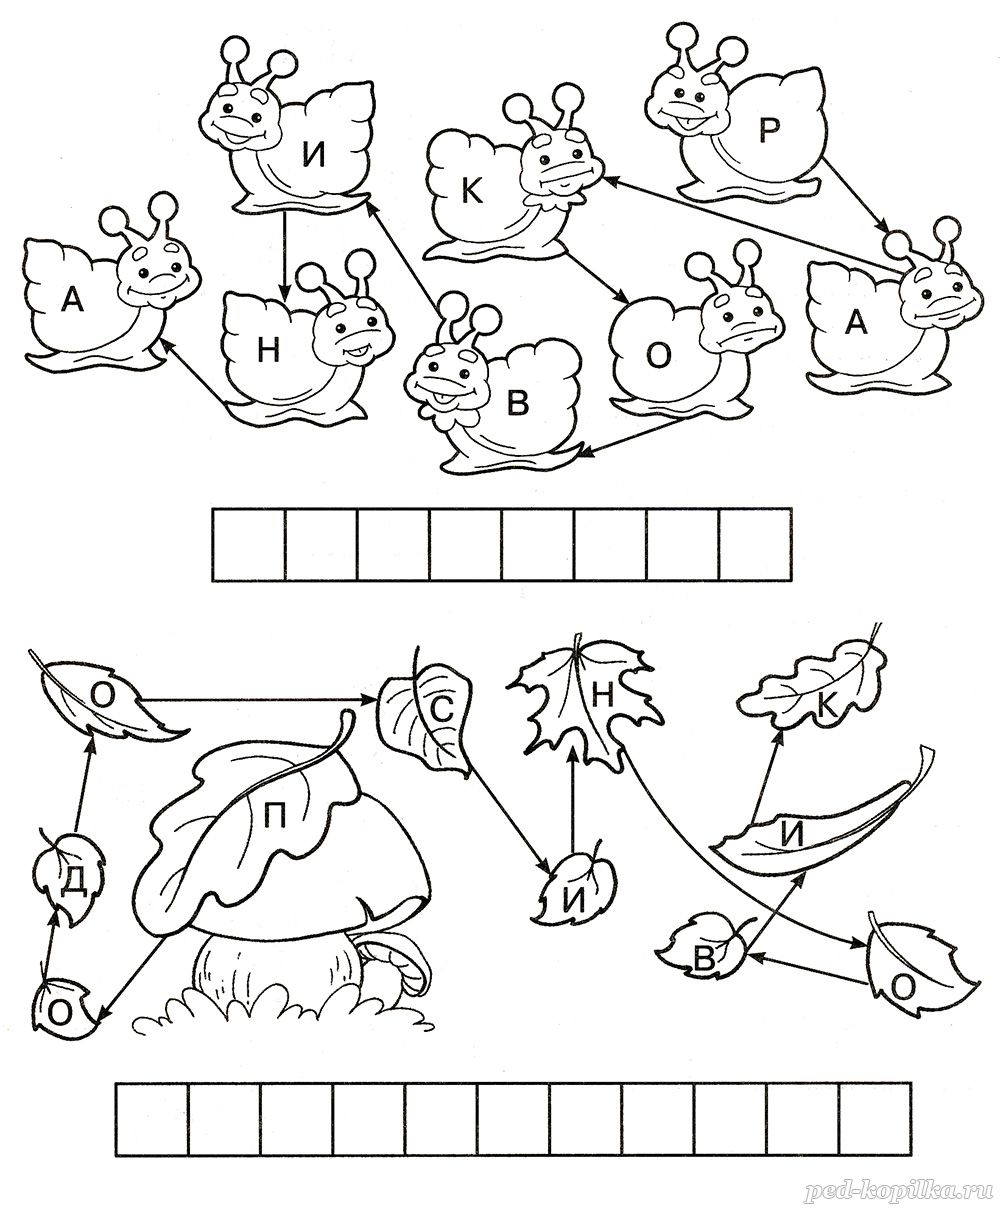 И
К
Р
А
Н
В
О
А
О
С
Н
К
П
Д
И
И
О
В
О
ped-kopilka.ru